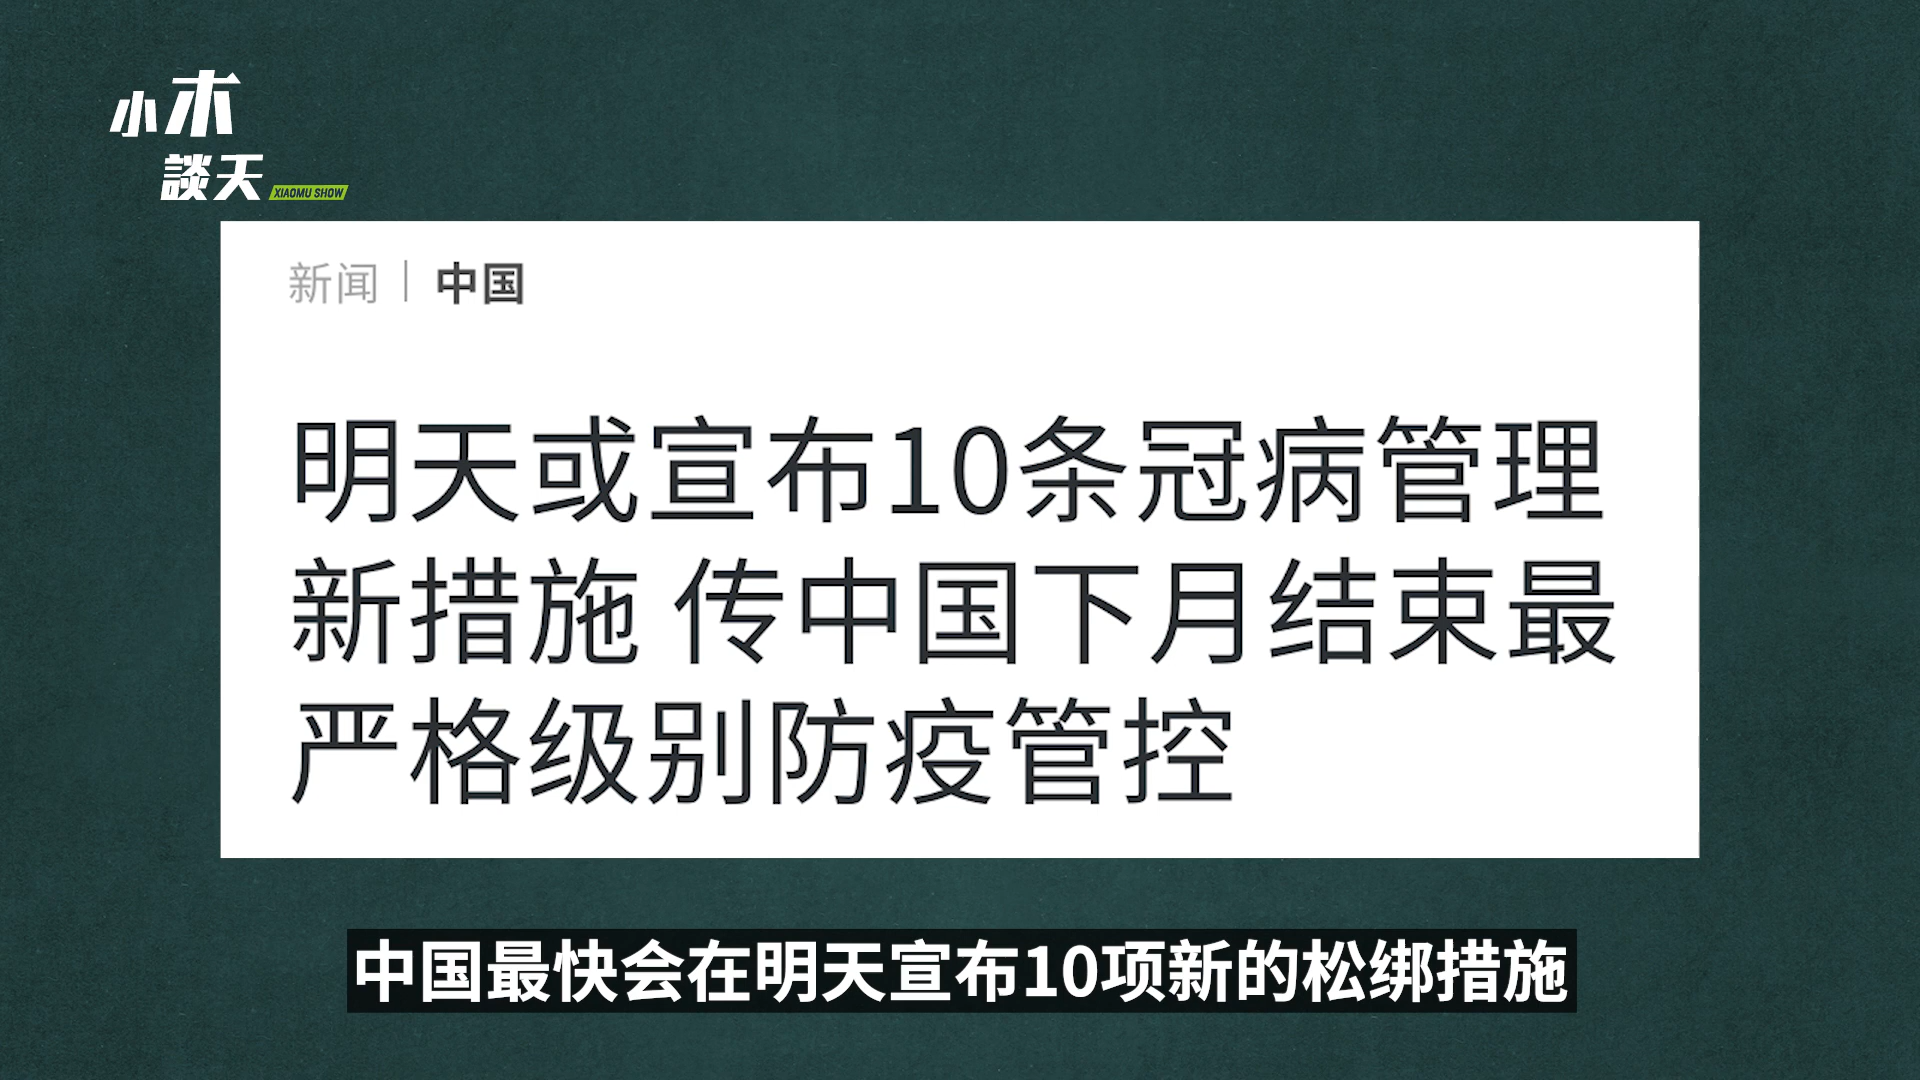 小木
談天 XIAOMU SHOW
新闻 | 中国
明天或宣布10条冠病管理
新措施 传中国下月结束最
严格级别防疫管控
中国最快会在明天宣布10项新的松绑措施